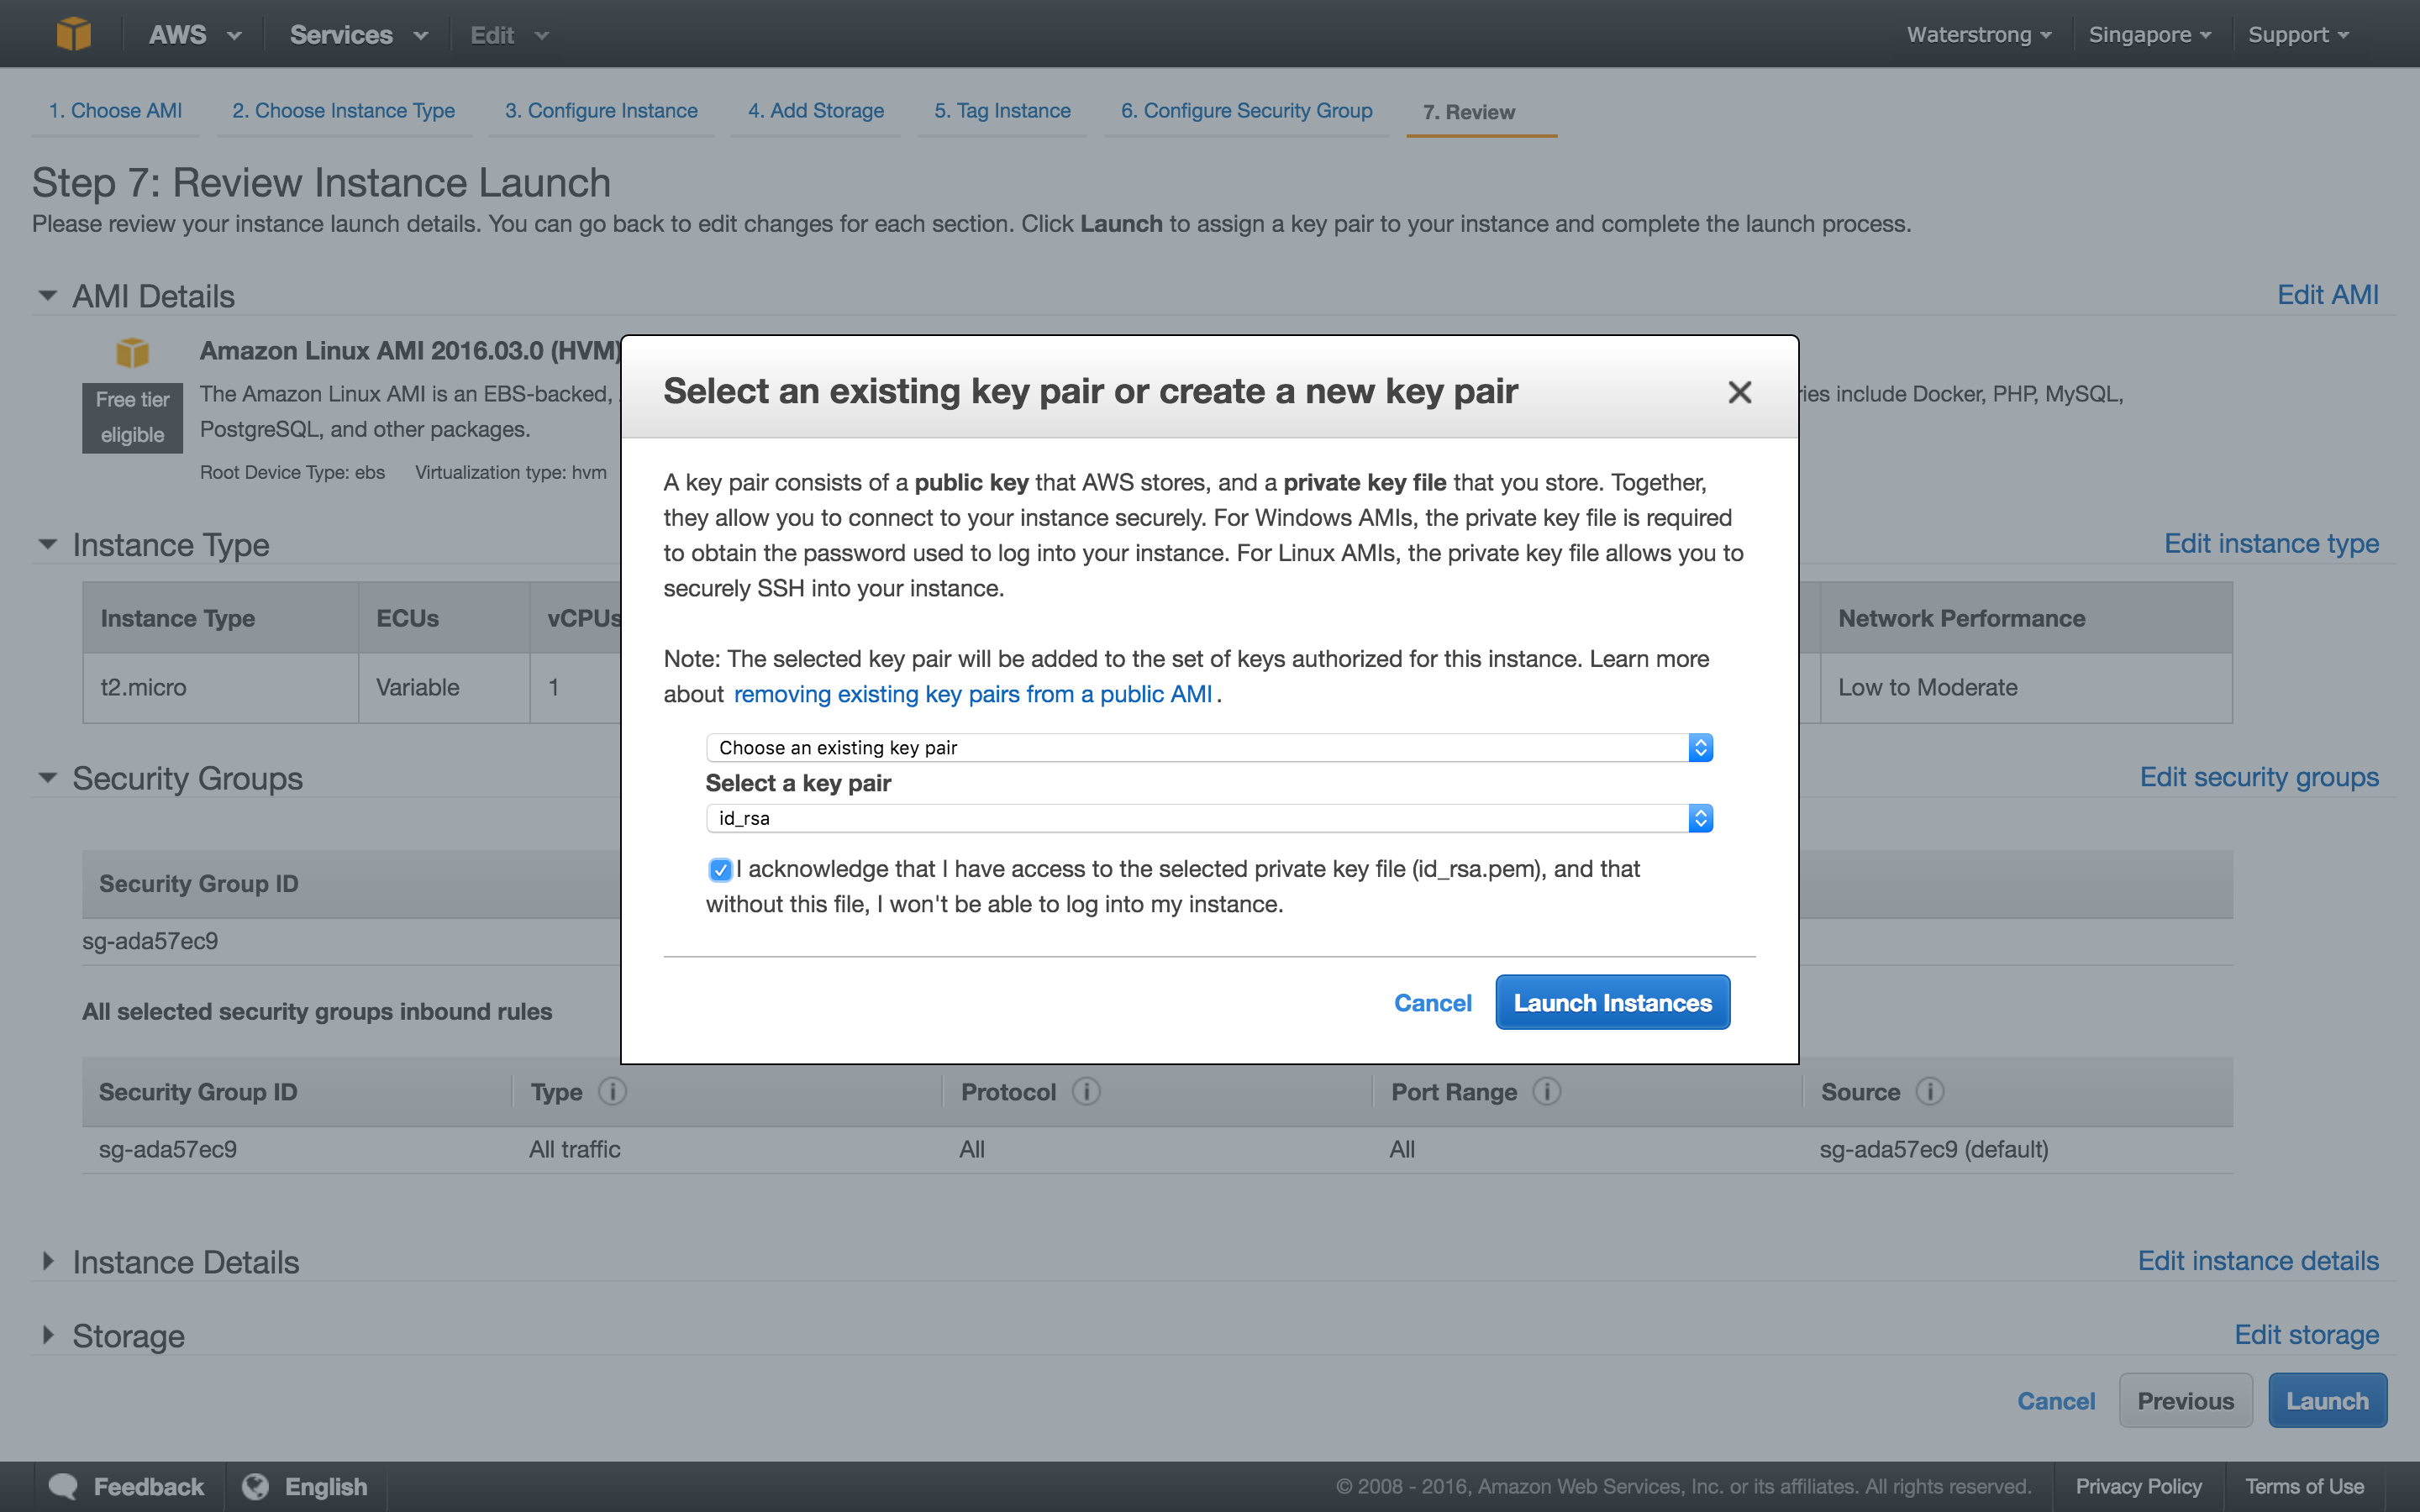 AWS Services Edit Waterstrong Singapore Support
1. Choose AMI 2. Choose Instance Type 3. Configure Instance 4. Add Storage 5. Tag Instance 6. Configure Security Group 7. Review
Step 7: Review Instance Launch
Please review your instance launch details. You can go back to edit changes for each section. Click Launch to assign a key pair to your instance and complete the launch process.
AMI Details Edit AMI
Amazon Linux AMI 2016.03.0 (HVM)
Free tier
eligible
The Amazon Linux AMI is an EBS-backed, include Docker, PHP, MySQL,
PostgreSQL, and other packages.
Root Device Type: ebs Virtualization type: hvm
Instance Type Edit instance type
Instance Type ECUs vCPUs Network Performance
t2.micro Variable 1 Low to Moderate
Security Groups Edit security groups
Security Group ID
sg-ada57ec9
All selected security groups inbound rules
Security Group ID Type Protocol Port Range Source
sg-ada57ec9 All traffic All All sg-ada57ec9 (default)
Instance Details Edit instance details
Storage Edit storage
Cancel Previous Launch
Select an existing key pair or create a new key pair
A key pair consists of a public key that AWS stores, and a private key file that you store. Together,
they allow you to connect to your instance securely. For Windows AMIs, the private key file is required
to obtain the password used to log into your instance. For Linux AMIs, the private key file allows you to
securely SSH into your instance.
Note: The selected key pair will be added to the set of keys authorized for this instance. Learn more
about removing existing key pairs from a public AMI.
Choose an existing key pair
Select a key pair
id_rsa
I acknowledge that I have access to the selected private key file (id_rsa.pem), and that
without this file, I won't be able to log into my instance.
Cancel Launch Instances
Feedback English © 2008 - 2016, Amazon Web Services, Inc. or its affiliates. All rights reserved. Privacy Policy Terms of Use